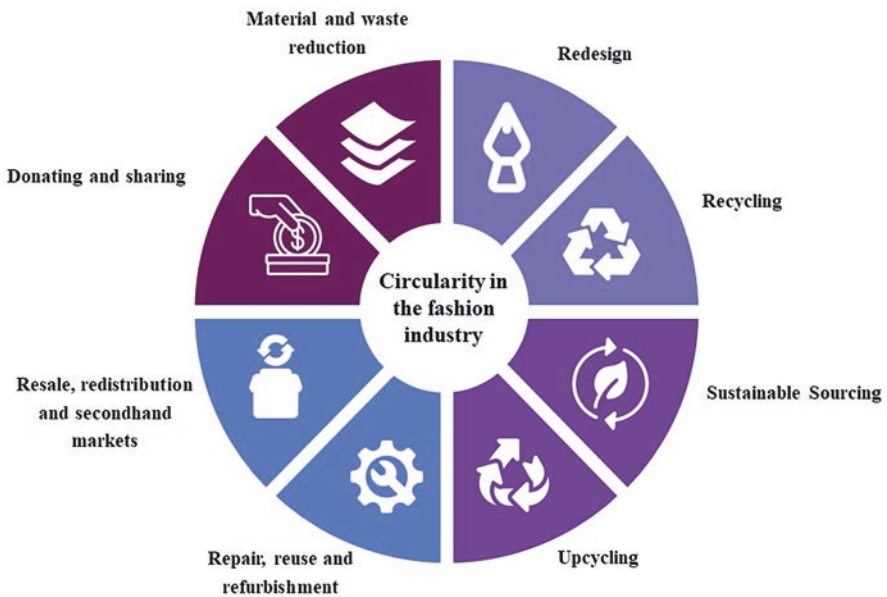 Material and waste
reduction
Redesign
Donating and sharing
Recycling
Circularity in
the fashion
industry
Resale, redistribution
and secondhand
markets
Sustainable Sourcing
Repair, reuse and
refurbishment
Upcycling
$